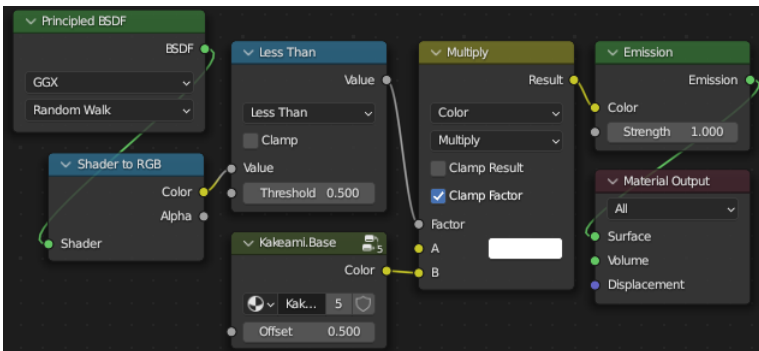 Principled BSDF
BSDF
GGX
Random Walk
Shader to RGB
Color
Alpha
Shader
Less Than
Value
Less Than
Clamp
Value
Threshold 0.500
Kakeami.Base
5
Color
Kak... 5
Offset 0.500
Multiply
Result
Color
Multiply
Clamp Result
Clamp Factor
Factor
A
B
Emission
Emission
Color
Strength 1.000
Material Output
All
Surface
Volume
Displacement